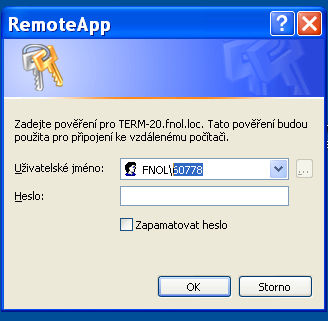 RemoteApp
Zadejte pověření pro TERM-20.fnol.loc. Tato pověření budou
použita pro připojení ke vzdálenému počítači.
Uživatelské jméno: FNOL\60778
...
Heslo:
Zapamatovat heslo
OK Storno